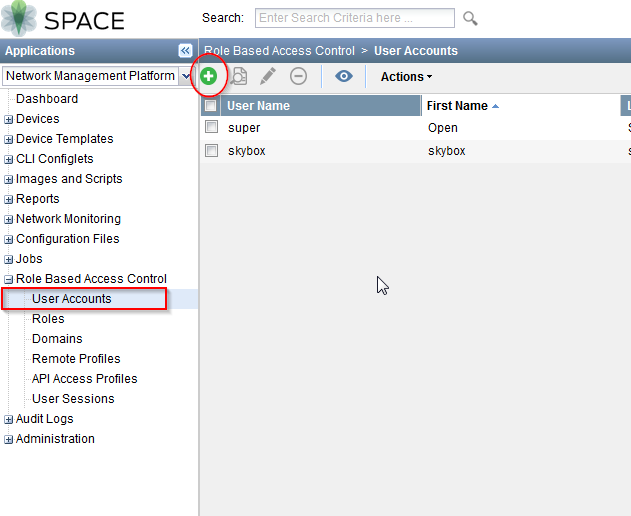 SPACE
Search: Enter Search Criteria here ...
Applications
Role Based Access Control > User Accounts
Network Management Platform
Actions
Dashboard
Devices
Device Templates
CLI Configlets
Images and Scripts
Reports
Network Monitoring
Configuration Files
Jobs
Role Based Access Control
User Accounts
Roles
Domains
Remote Profiles
API Access Profiles
User Sessions
Audit Logs
Administration
User Name First Name
super Open
skybox skybox